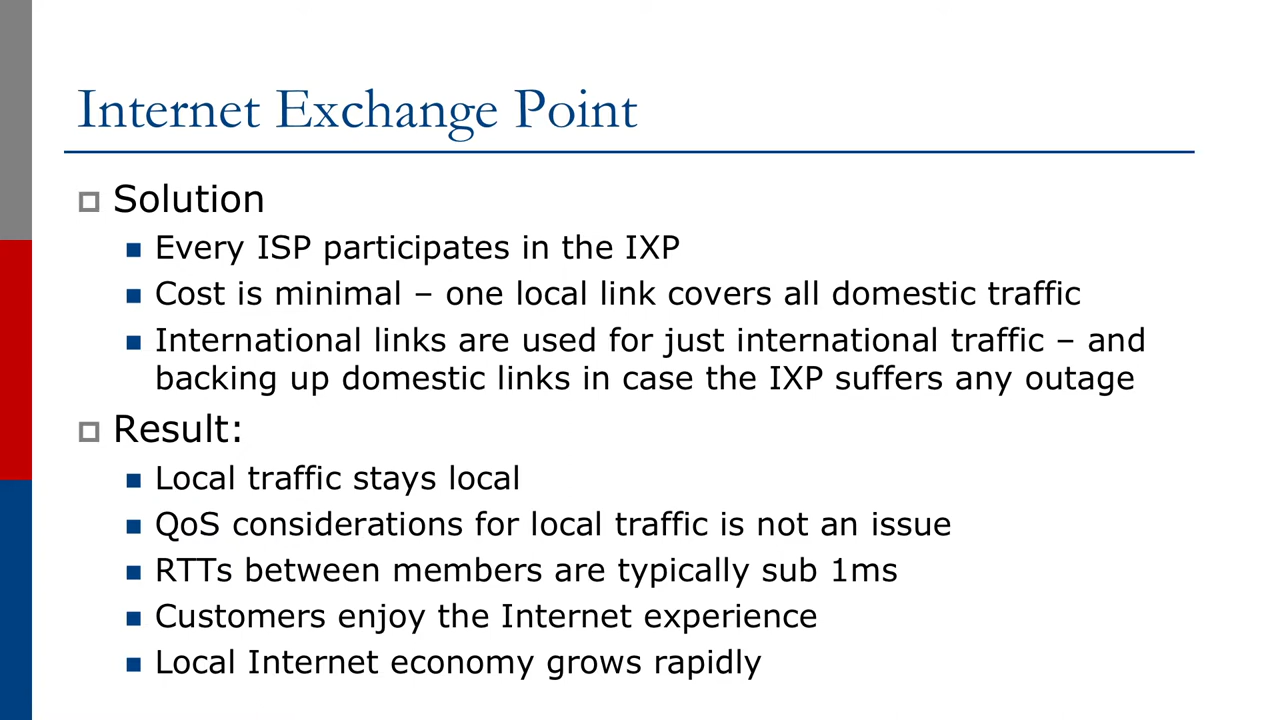 Internet Exchange Point
Solution
Every ISP participates in the IXP
Cost is minimal – one local link covers all domestic traffic
International links are used for just international traffic – and
backing up domestic links in case the IXP suffers any outage
Result:
Local traffic stays local
QoS considerations for local traffic is not an issue
RTTs between members are typically sub 1ms
Customers enjoy the Internet experience
Local Internet economy grows rapidly